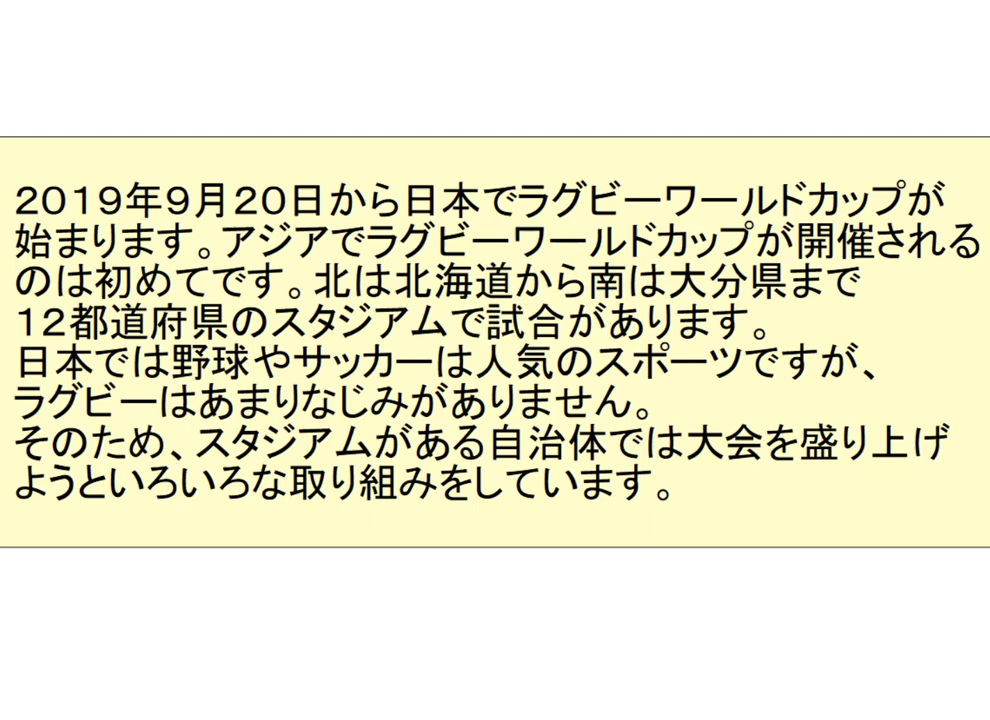 ２０１９年９月２０日から日本でラグビーワールドカップが
始まります。アジアでラグビーワールドカップが開催される
のは初めてです。北は北海道から南は大分県まで
１２都道府県のスタジアムで試合があります。
日本では野球やサッカーは人気のスポーツですが、
ラグビーはあまりなじみがありません。
そのため、スタジアムがある自治体では大会を盛り上げ
ようといろいろな取り組みをしています。